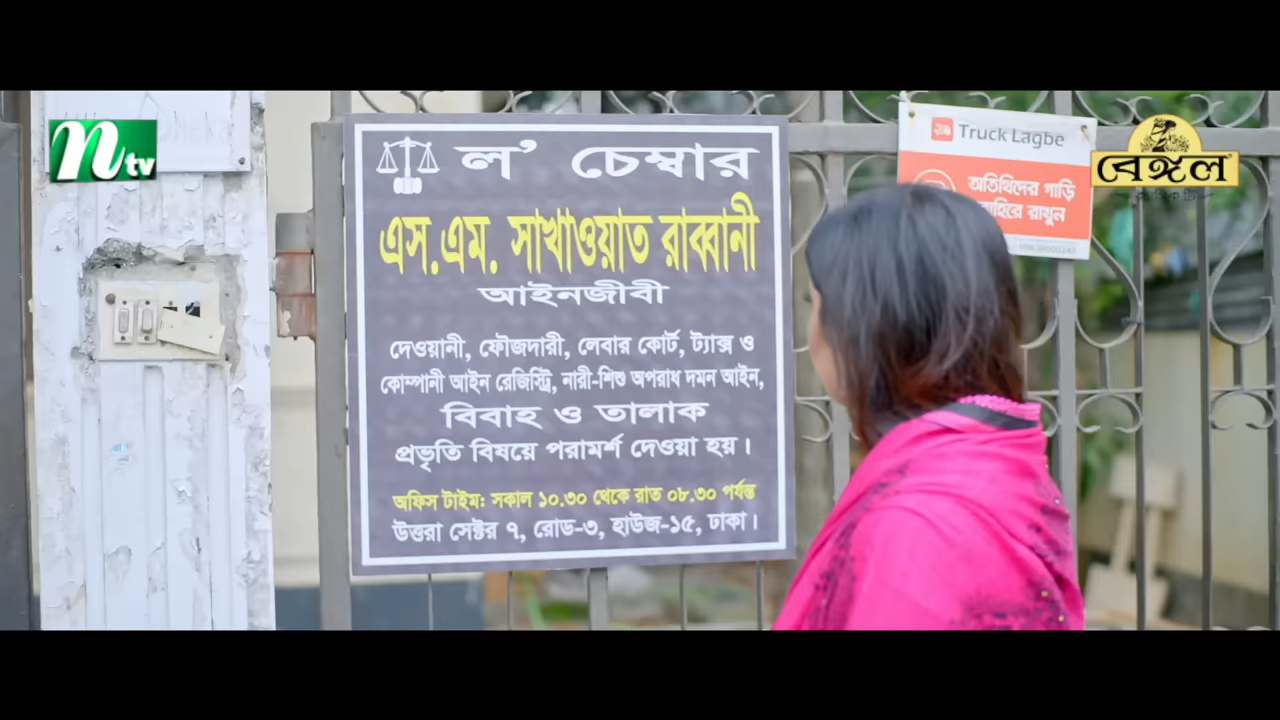 ntv
ল' চেম্বার
এস.এম. সাখাওয়াত রাব্বানী
আইনজীবী
দেওয়ানী, ফৌজদারী, লেবার কোর্ট, ট্যাক্স ও
কোম্পানী আইন রেজিস্ট্রি, নারী-শিশু অপরাধ দমন আইন,
বিবাহ ও তালাক
প্রভৃতি বিষয়ে পরামর্শ দেওয়া হয়।
অফিস টাইম: সকাল ১০.৩০ থেকে রাত ০৮.৩০ পর্যন্ত
উত্তরা সেক্টর ৭, রোড-৩, হাউজ-১৫, ঢাকা।
Truck Lagbe
অতিথিদের গাড়ি
রাখুন
বেঙ্গল